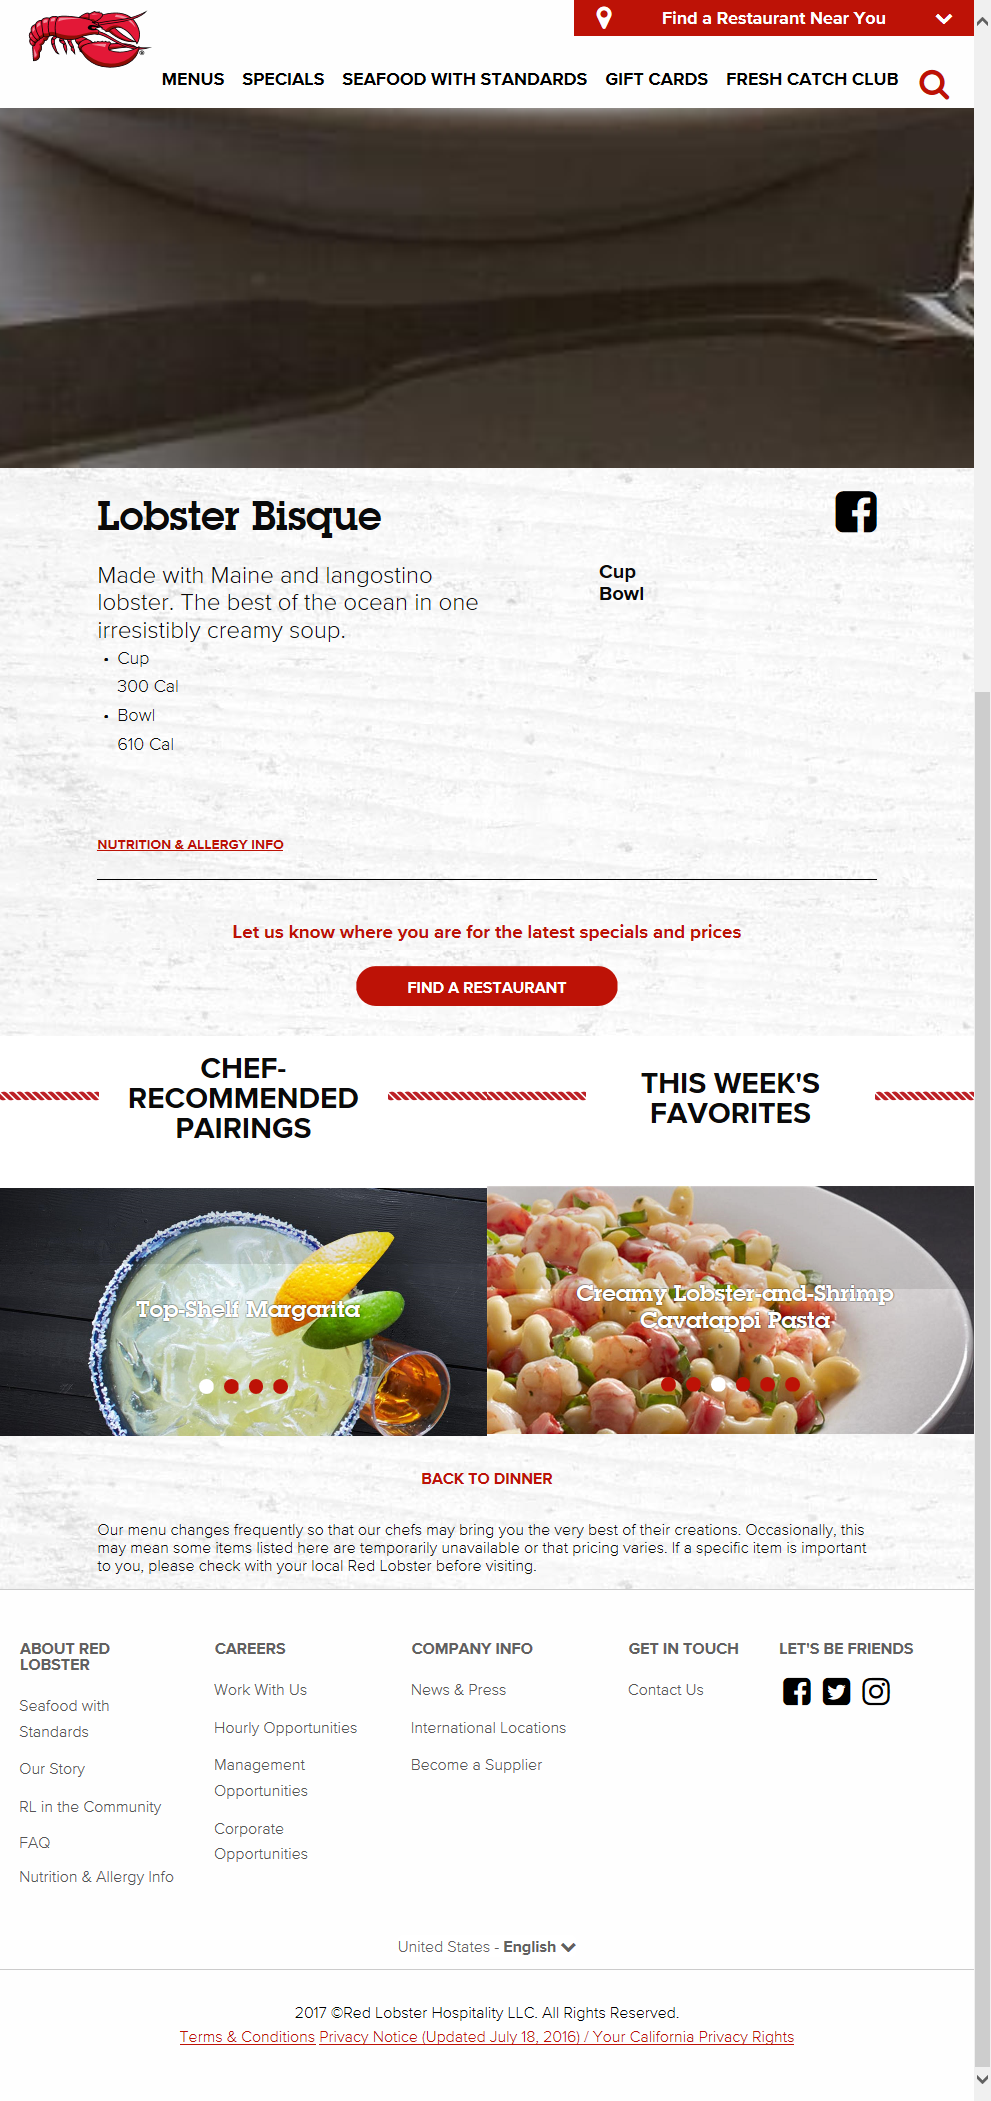 Find a Restaurant Near You
MENUS SPECIALS SEAFOOD WITH STANDARDS GIFT CARDS FRESH CATCH CLUB
Lobster Bisque
Made with Maine and langostino
lobster. The best of the ocean in one
irresistibly creamy soup.
• Cup
300 Cal
• Bowl
610 Cal
Cup
Bowl
NUTRITION & ALLERGY INFO
Let us know where you are for the latest specials and prices
FIND A RESTAURANT
CHEF-
RECOMMENDED
PAIRINGS
THIS WEEK'S
FAVORITES
Top-Shelf Margarita
Creamy Lobster-and-Shrimp
Cavatappi Pasta
BACK TO DINNER
Our menu changes frequently so that our chefs may bring you the very best of their creations. Occasionally, this
may mean some items listed here are temporarily unavailable or that pricing varies. If a specific item is important
to you, please check with your local Red Lobster before visiting.
ABOUT RED
LOBSTER
Seafood with
Standards
Our Story
RL in the Community
FAQ
Nutrition & Allergy Info
CAREERS
Work With Us
Hourly Opportunities
Management
Opportunities
Corporate
Opportunities
COMPANY INFO
News & Press
International Locations
Become a Supplier
GET IN TOUCH
Contact Us
LET'S BE FRIENDS
United States - English
2017 ©Red Lobster Hospitality LLC. All Rights Reserved.
Terms & Conditions Privacy Notice (Updated July 18, 2016) / Your California Privacy Rights